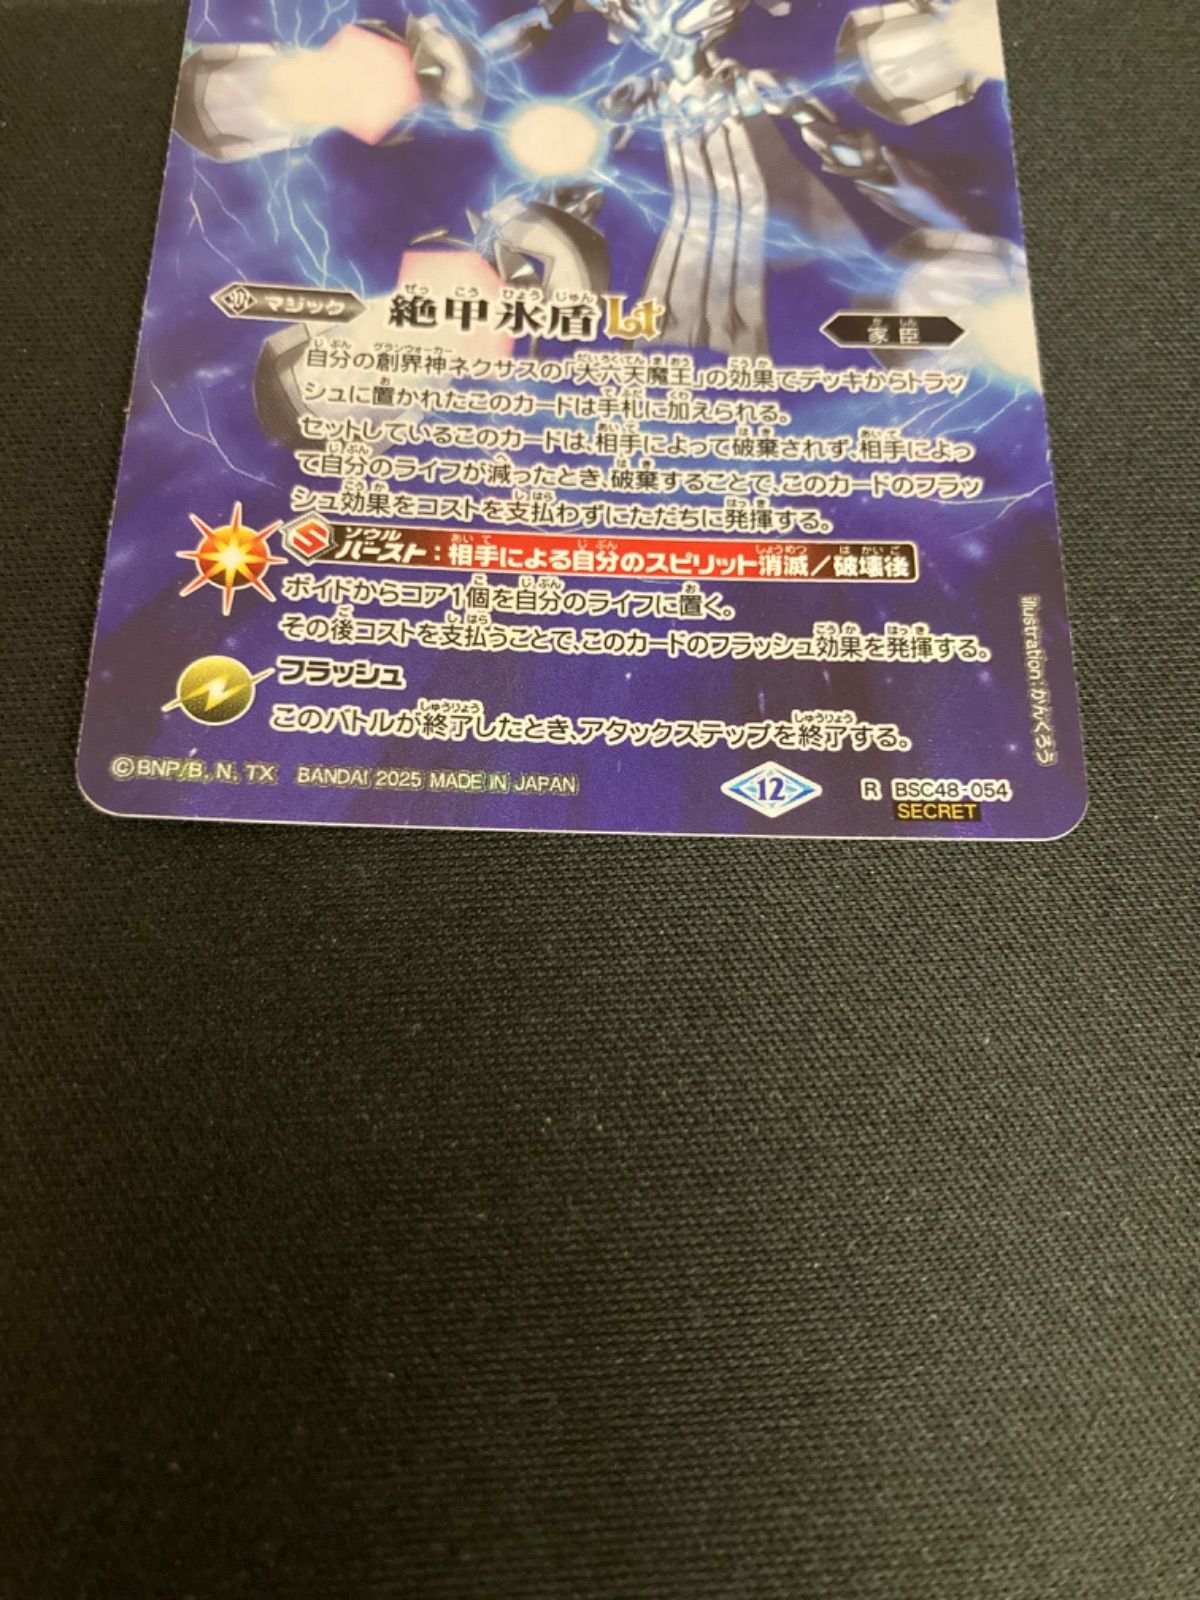 マジック
絶甲氷盾Lt
ぜっ こう ひょう じゅん
家臣
か しん
自分の創界神ネクサスの「大六天魔王」の効果でデッキからトラッ
シュに置かれたこのカードは手札に加えられる。
セットしているこのカードは、相手によって破棄されず、相手によっ
て自分のライフが減ったとき、破棄することで、このカードのフラッ
シュ効果をコストを支払わずにただちに発揮する。
S ソウルバースト:相手による自分のスピリット消滅/破壊後
ボイドからコア1個を自分のライフに置く。
その後コストを支払うことで、このカードのフラッシュ効果を発揮する。
フラッシュ
このバトルが終了したとき、アタックステップを終了する。
illustration:かんくろう
©BNP/B, N, TX BANDAI 2025 MADE IN JAPAN
12
R BSC48-054
SECRET